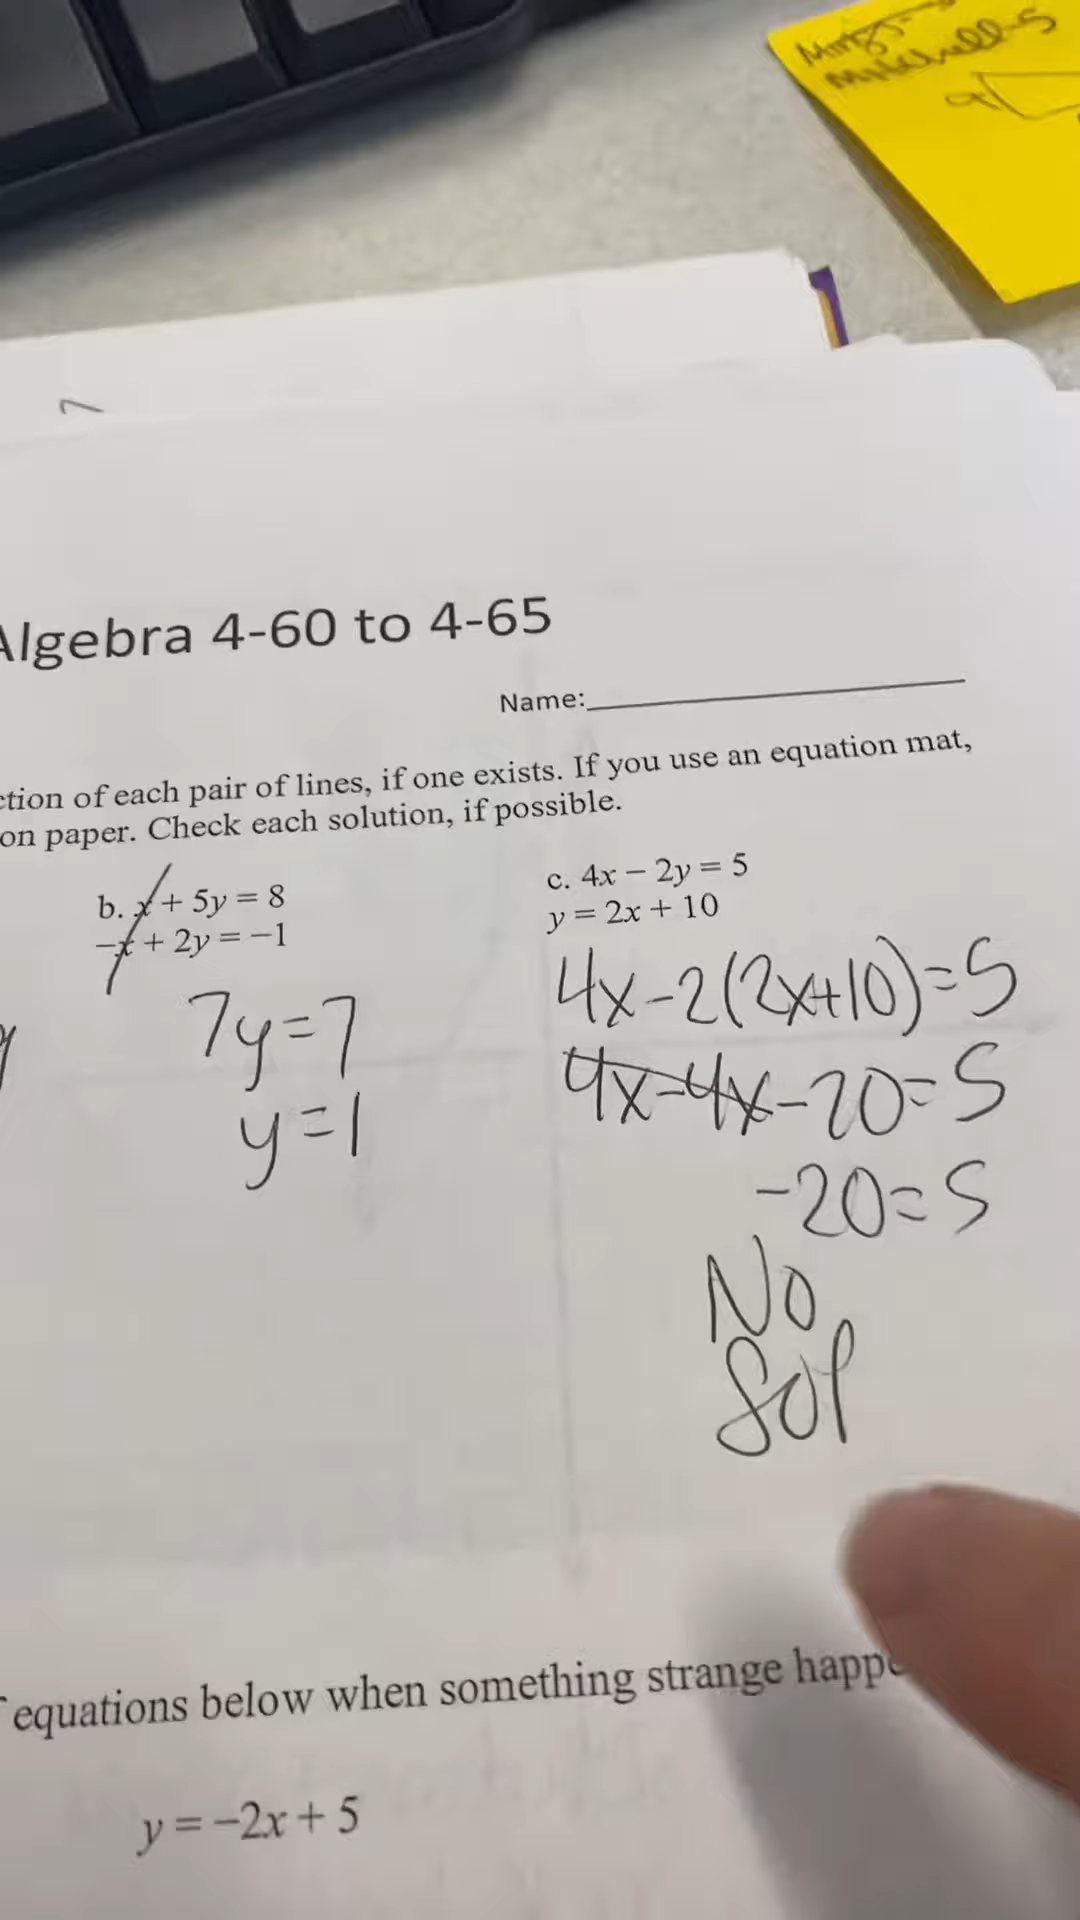 Mitchell-5
Algebra 4-60 to 4-65
Name:
ction of each pair of lines, if one exists. If you use an equation mat,
on paper. Check each solution, if possible.
b. x + 5y = 8
−x + 2y = −1
7y=7
y=1
c. 4x − 2y = 5
y = 2x + 10
4x-2(2x+10)=5
4x-4x-20=5
-20=5
No
Sol
y
equations below when something strange happe
y = −2x + 5